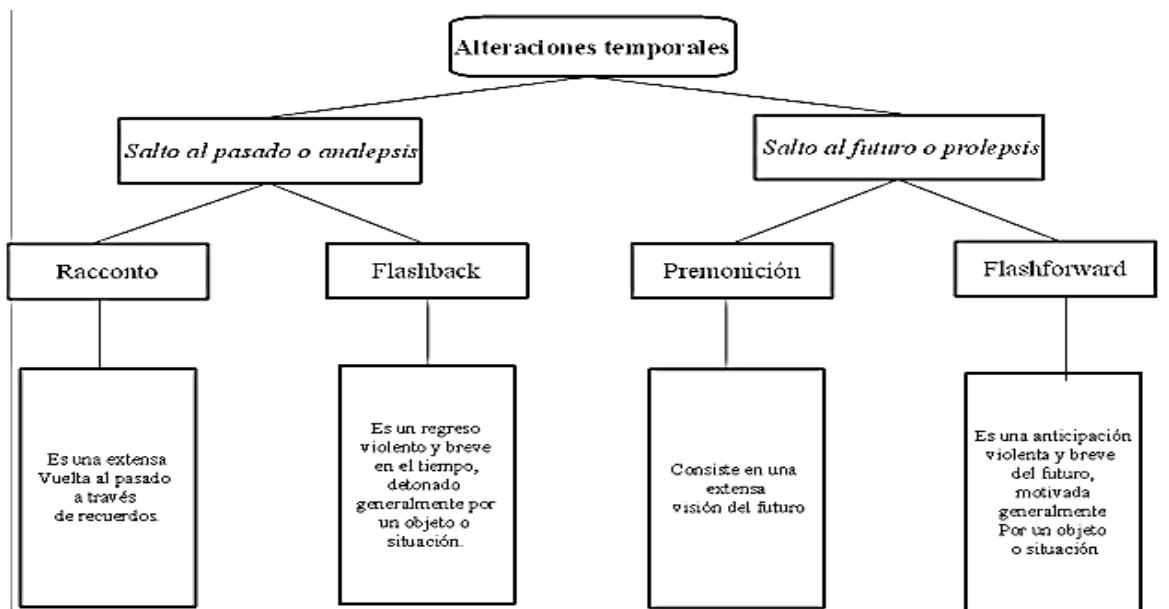 Alteraciones temporales
Salto al pasado o analepsis
Salto al futuro o prolepsis
Racconto
Flashback
Premonición
Flashforward
Es una extensa
Vuelta al pasado
a través
de recuerdos.
Es un regreso
violento y breve
en el tiempo,
detonado
generalmente por
un objeto o
situación.
Consiste en una
extensa
visión del futuro
Es una anticipación
violenta y breve
del futuro,
motivada
generalmente
Por un objeto
o situación